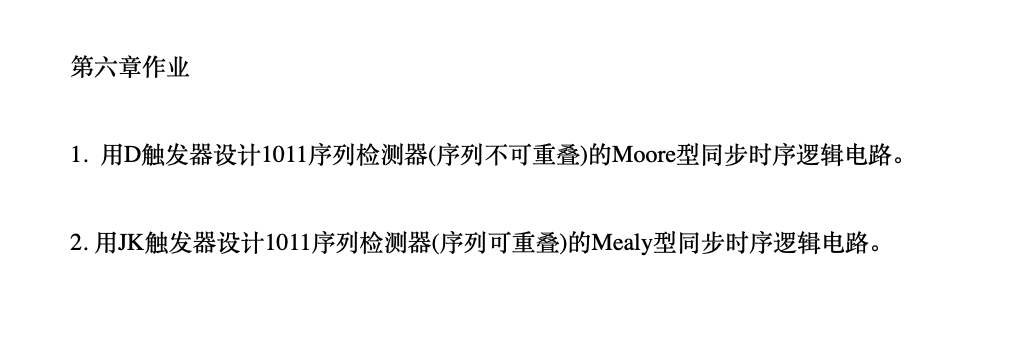 第六章作业
1. 用D触发器设计1011序列检测器(序列不可重叠)的Moore型同步时序逻辑电路。
2. 用JK触发器设计1011序列检测器(序列可重叠)的Mealy型同步时序逻辑电路。